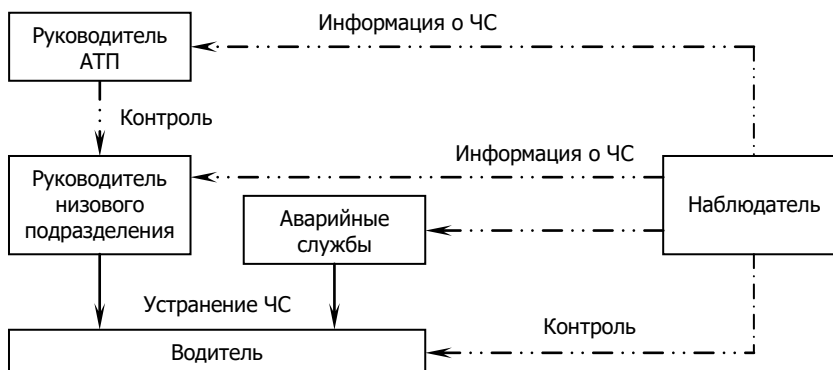 Информация о ЧС
Руководитель
АТП
Контроль
Информация о ЧС
Руководитель
низового
подразделения
Аварийные
службы
Наблюдатель
Устранение ЧС
Контроль
Водитель